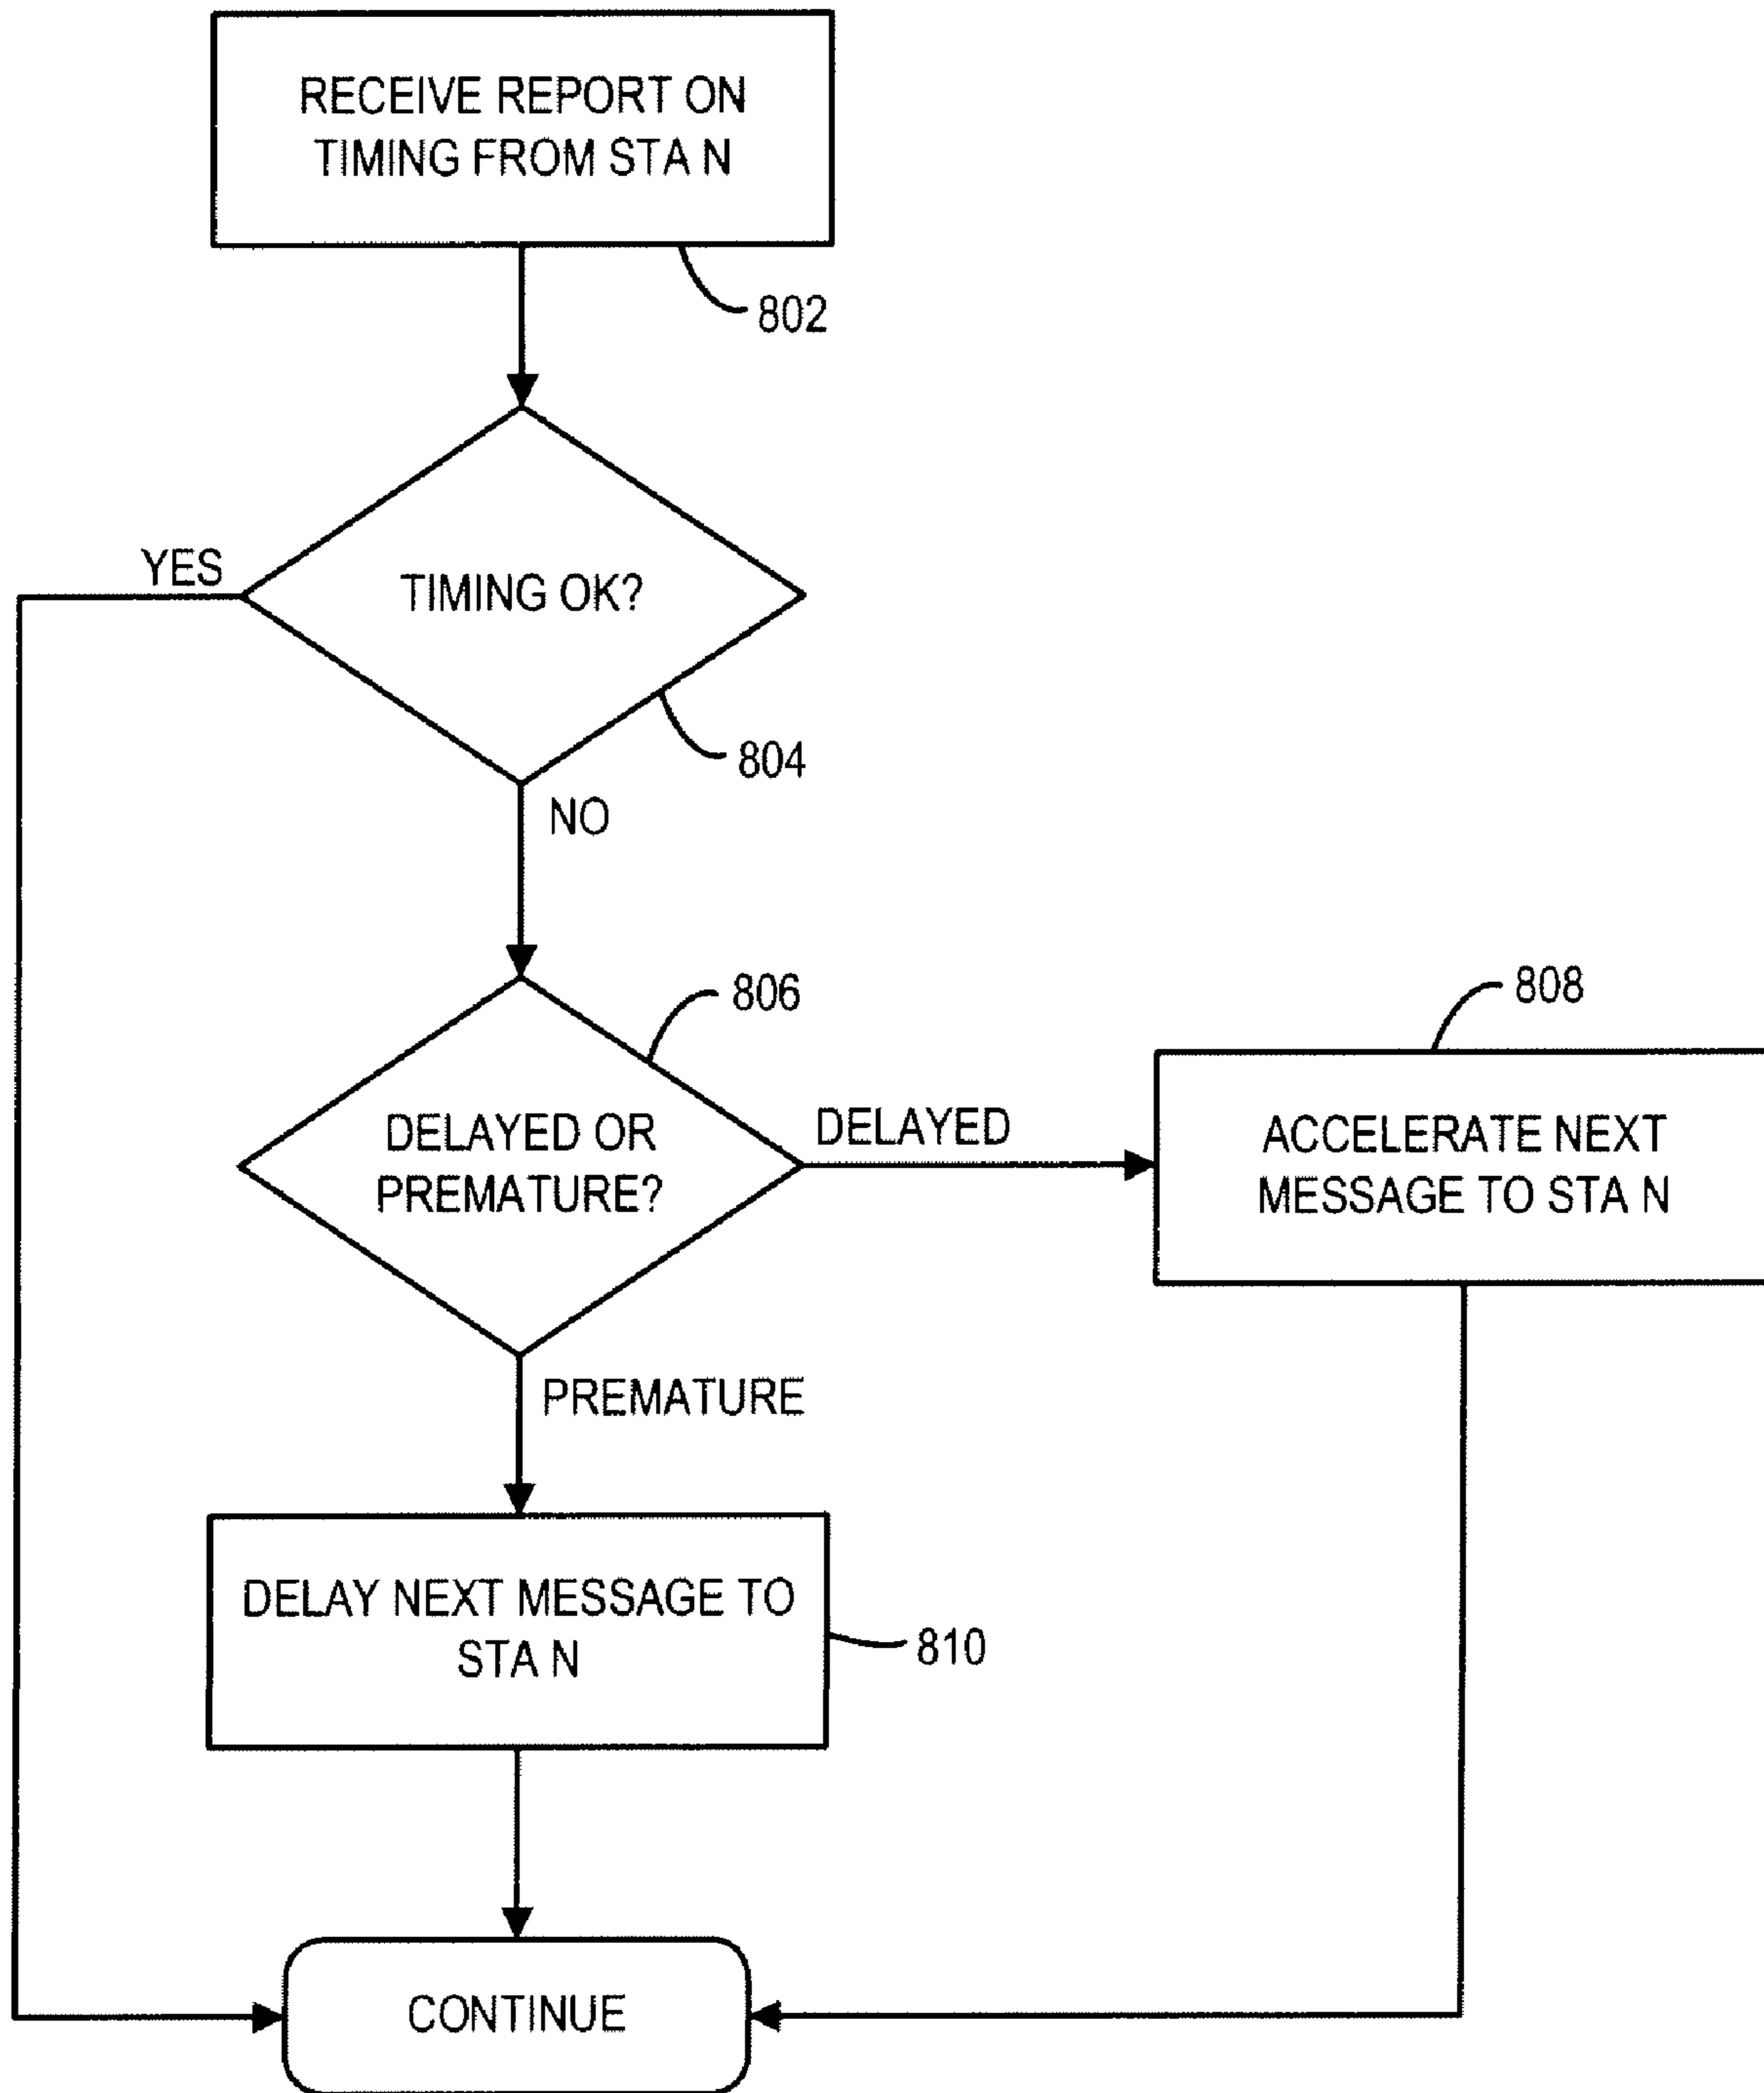 RECEIVE REPORT ON
TIMING FROM STA N
802
YES
TIMING OK?
804
NO
806
808
DELAYED OR
PREMATURE?
DELAYED
ACCELERATE NEXT
MESSAGE TO STA N
PREMATURE
DELAY NEXT MESSAGE TO
STA N
810
CONTINUE